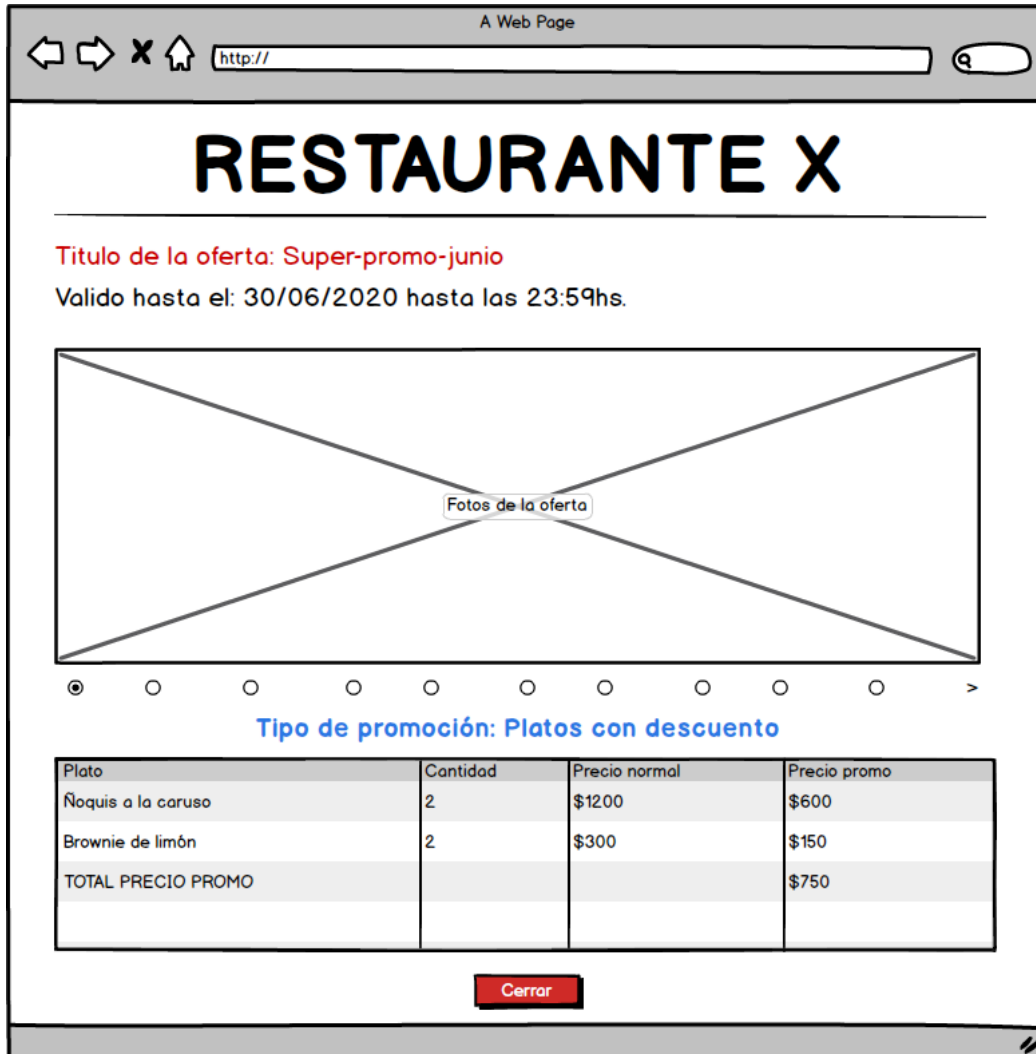 A Web Page
http://
RESTAURANTE X
Titulo de la oferta: Super-promo-junio
Valido hasta el: 30/06/2020 hasta las 23:59hs.
Fotos de la oferta
>
Tipo de promoción: Platos con descuento
Plato Cantidad Precio normal Precio promo
Ñoquis a la caruso 2 $1200 $600
Brownie de limón 2 $300 $150
TOTAL PRECIO PROMO $750
Cerrar